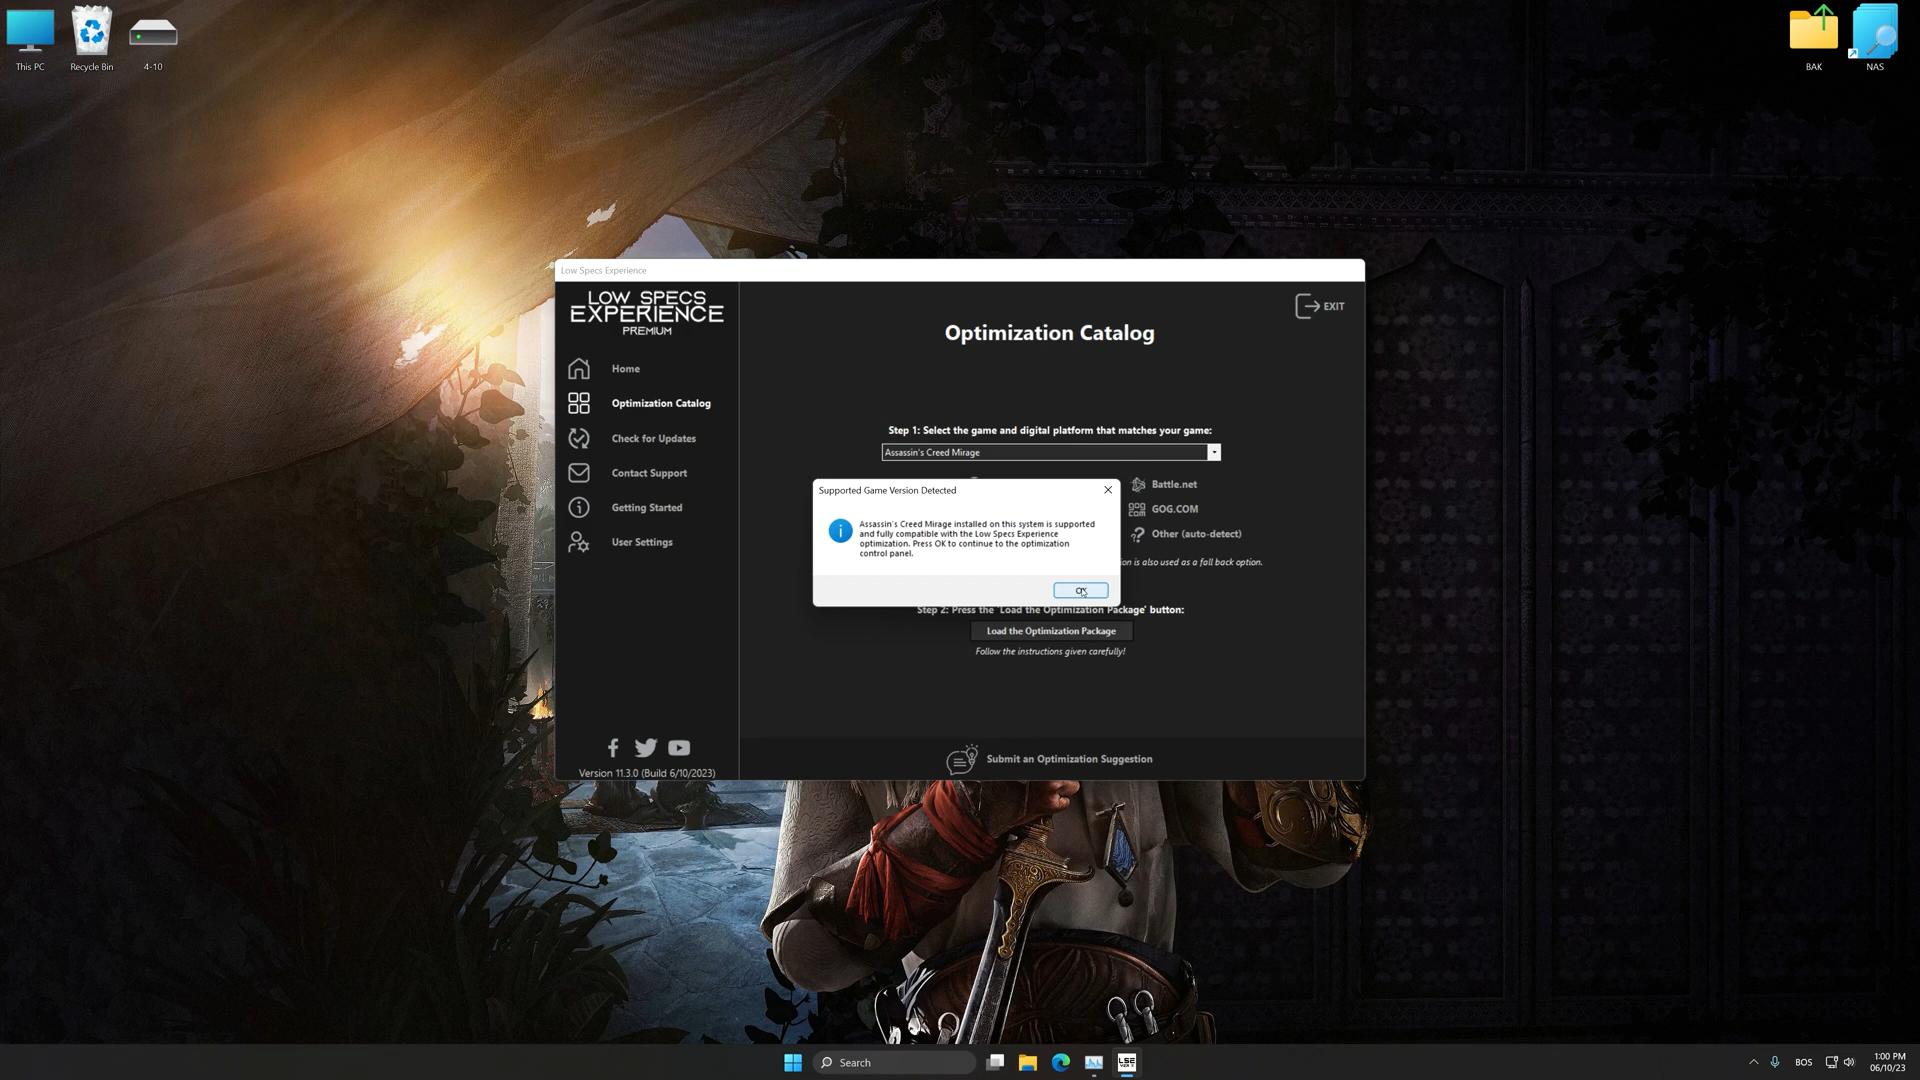 This PC
Recycle Bin
4-10
BAK
NAS
Low Specs Experience
LOW SPECS
EXPERIENCE
PREMIUM
Home
Optimization Catalog
Check for Updates
Contact Support
Getting Started
User Settings
Version 11.3.0 (Build 6/10/2023)
EXIT
Optimization Catalog
Step 1: Select the game and digital platform that matches your game:
Assassin's Creed Mirage
Battle.net
GOG.COM
Other (auto-detect)
ion is also used as a fall back option.
Supported Game Version Detected
Assassin's Creed Mirage installed on this system is supported
and fully compatible with the Low Specs Experience
optimization. Press OK to continue to the optimization
control panel.
OK
Step 2: Press the 'Load the Optimization Package' button:
Load the Optimization Package
Follow the instructions given carefully!
Submit an Optimization Suggestion
Search
LSE
BOS
1:00 PM
06/10/23